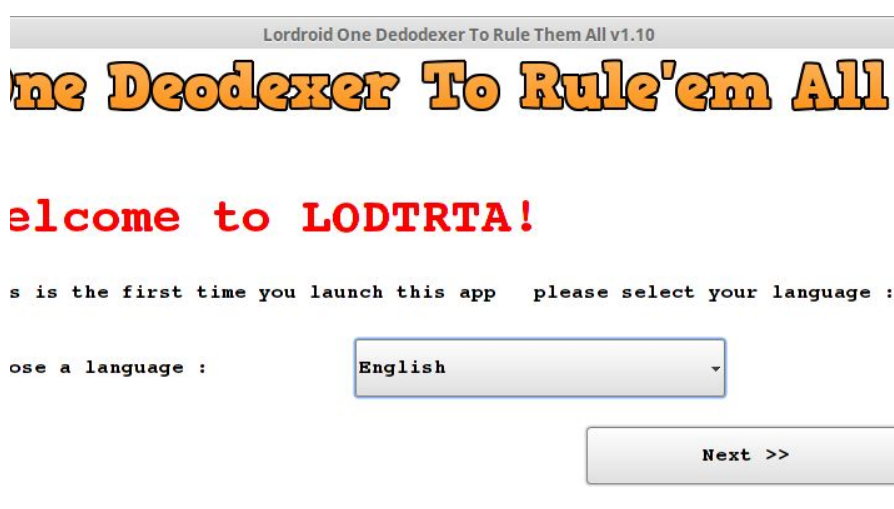 Lordroid One Dedodexer To Rule Them All v1.10
ne Deodexer To Rule'em All
elcome to LODTRTA!
s is the first time you launch this app please select your language :
ose a language :
English
Next >>